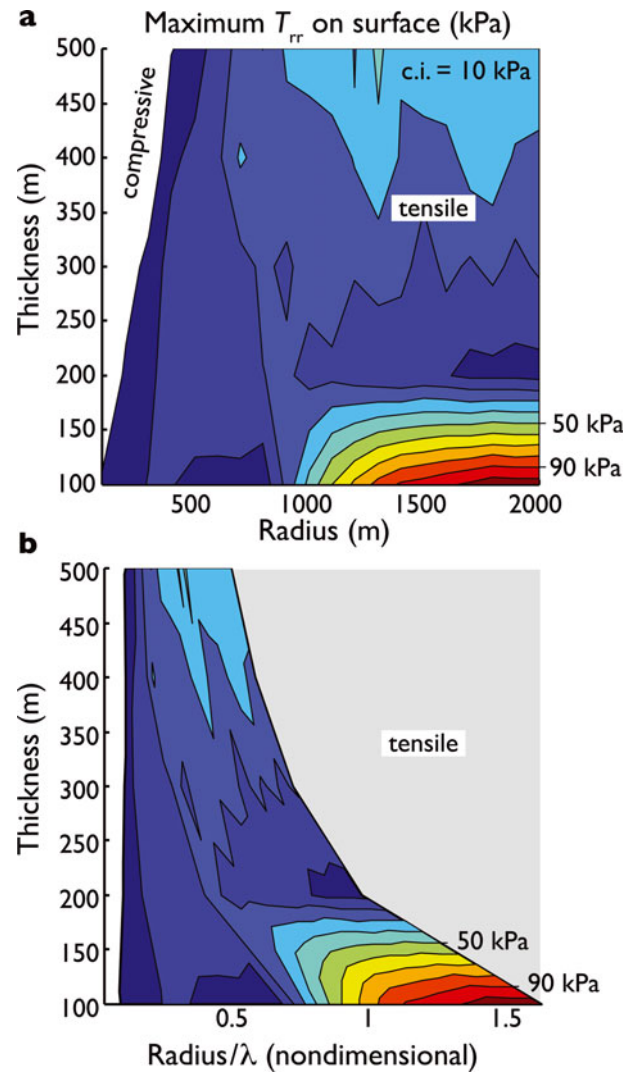 a Maximum Trr on surface (kPa)
500
450
400
350
300
250
200
150
100
Thickness (m)
compressive
c.i. = 10 kPa
tensile
50 kPa
90 kPa
500 1000 1500 2000
Radius (m)
b
500
450
400
350
300
250
200
150
100
Thickness (m)
tensile
50 kPa
90 kPa
0.5 1 1.5
Radius/λ (nondimensional)